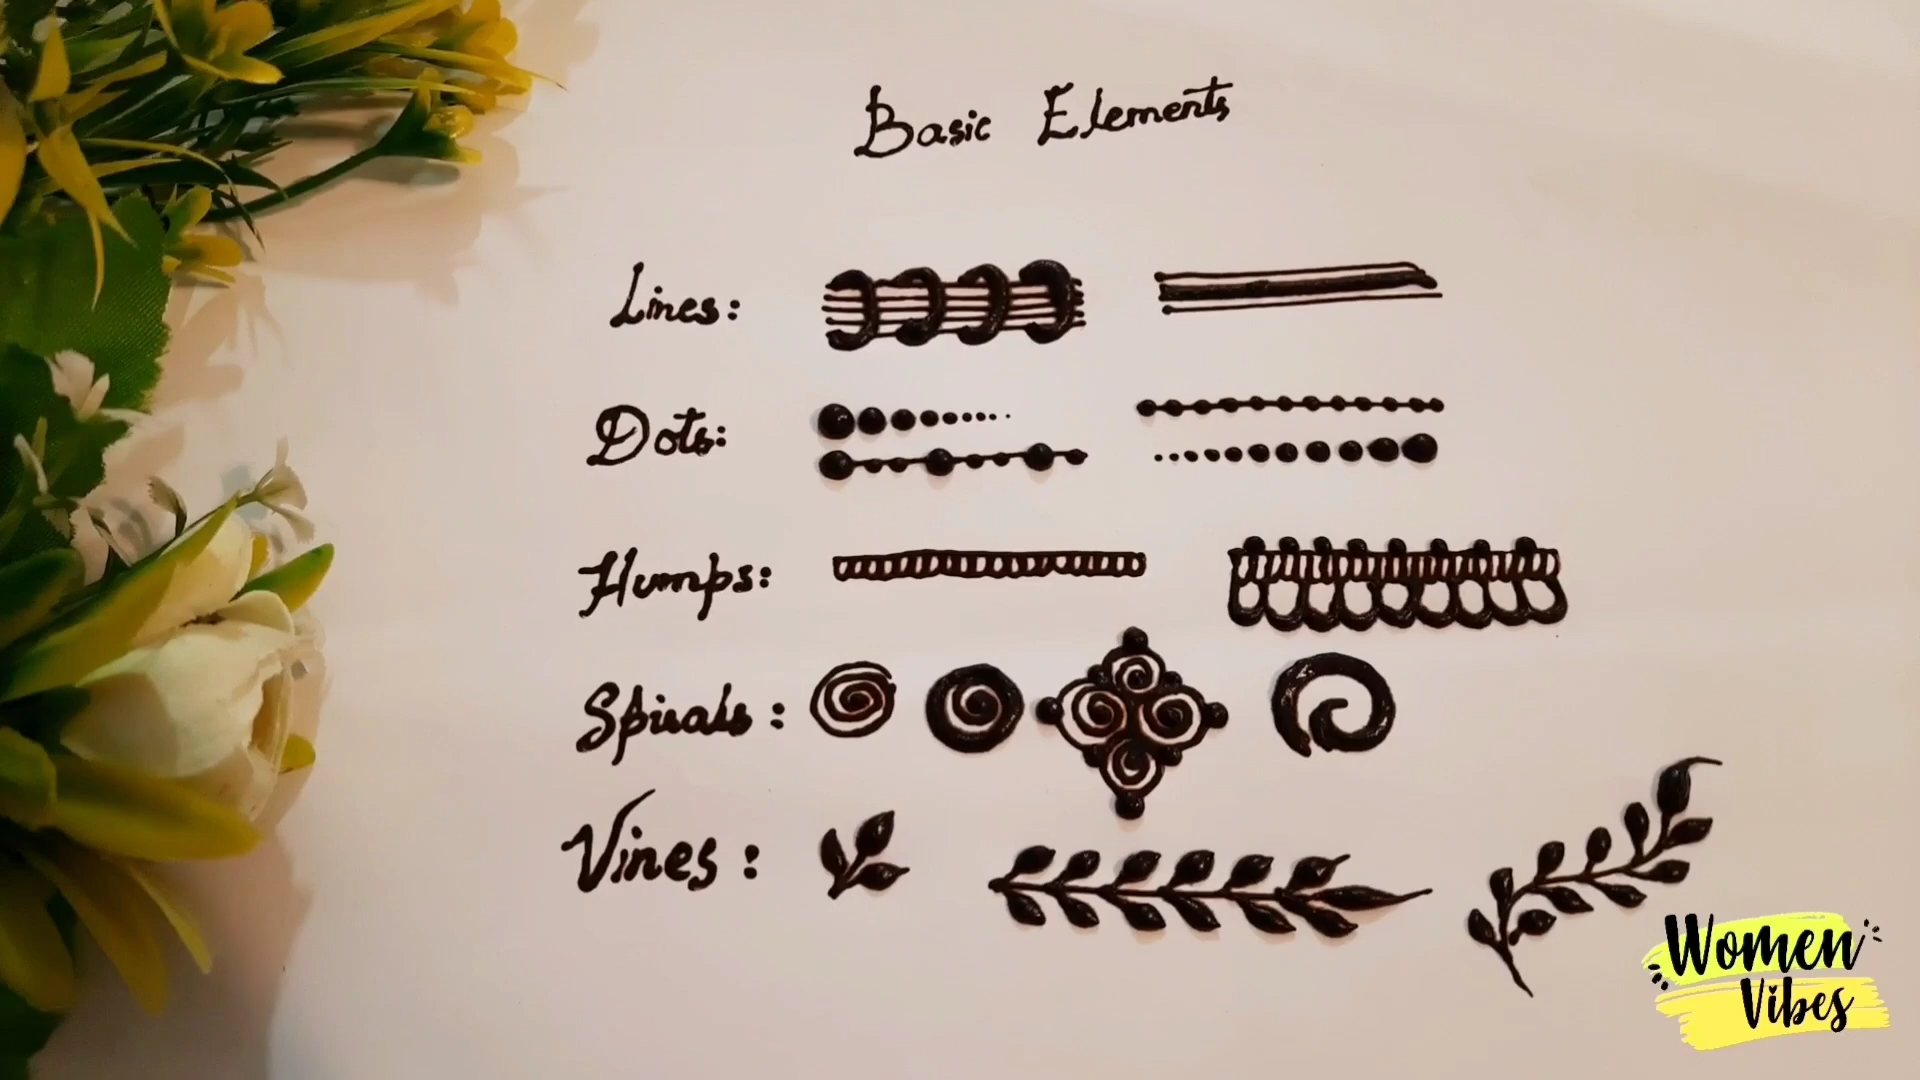 Basic Elements
Lines:
Dots:
Humps:
Spirals:
Vines:
Women
Vibes